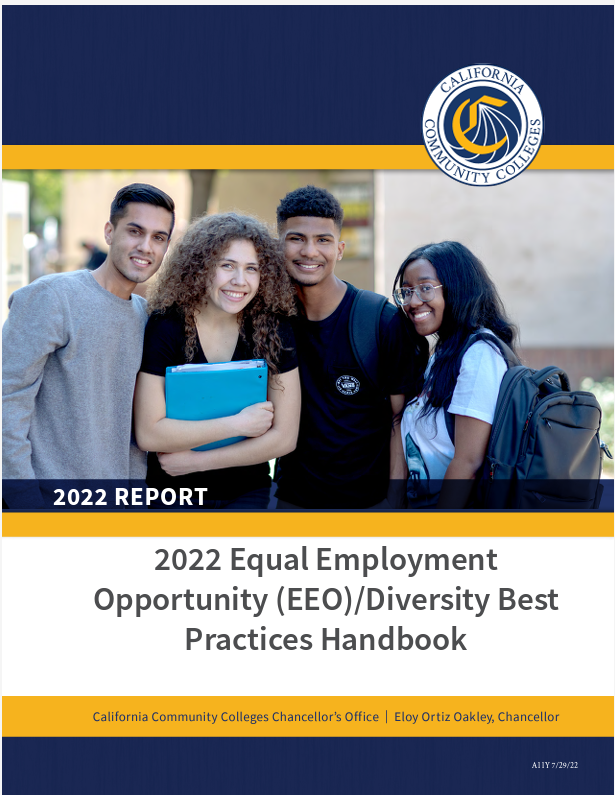 CALIFORNIA
COMMUNITY COLLEGES
C
VANS
2022 REPORT
2022 Equal Employment
Opportunity (EEO)/Diversity Best
Practices Handbook
California Community Colleges Chancellor's Office | Eloy Ortiz Oakley, Chancellor
A11Y 7/29/22